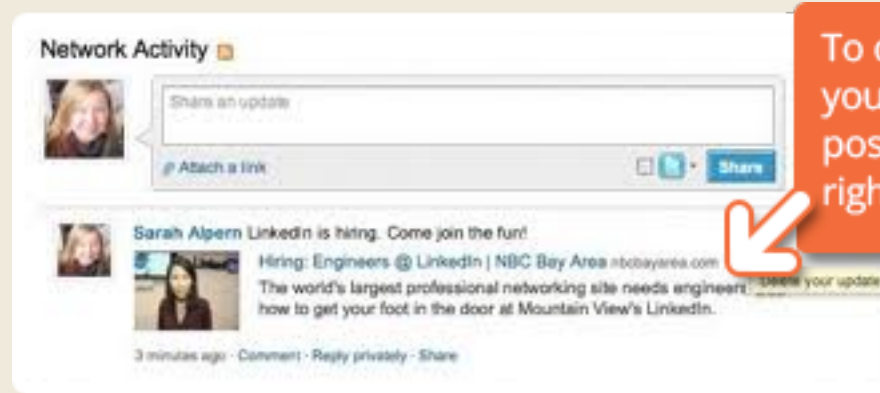 Network Activity
To
you
pos
righ
Share an update
Attach a link
Share
Sarah Alpern LinkedIn is hiring. Come join the fun!
Hiring: Engineers @ LinkedIn | NBC Bay Area nbcbayarea.com
The world's largest professional networking site needs engineers
how to get your foot in the door at Mountain View's LinkedIn.
Delete your update
3 minutes ago · Comment · Reply privately · Share